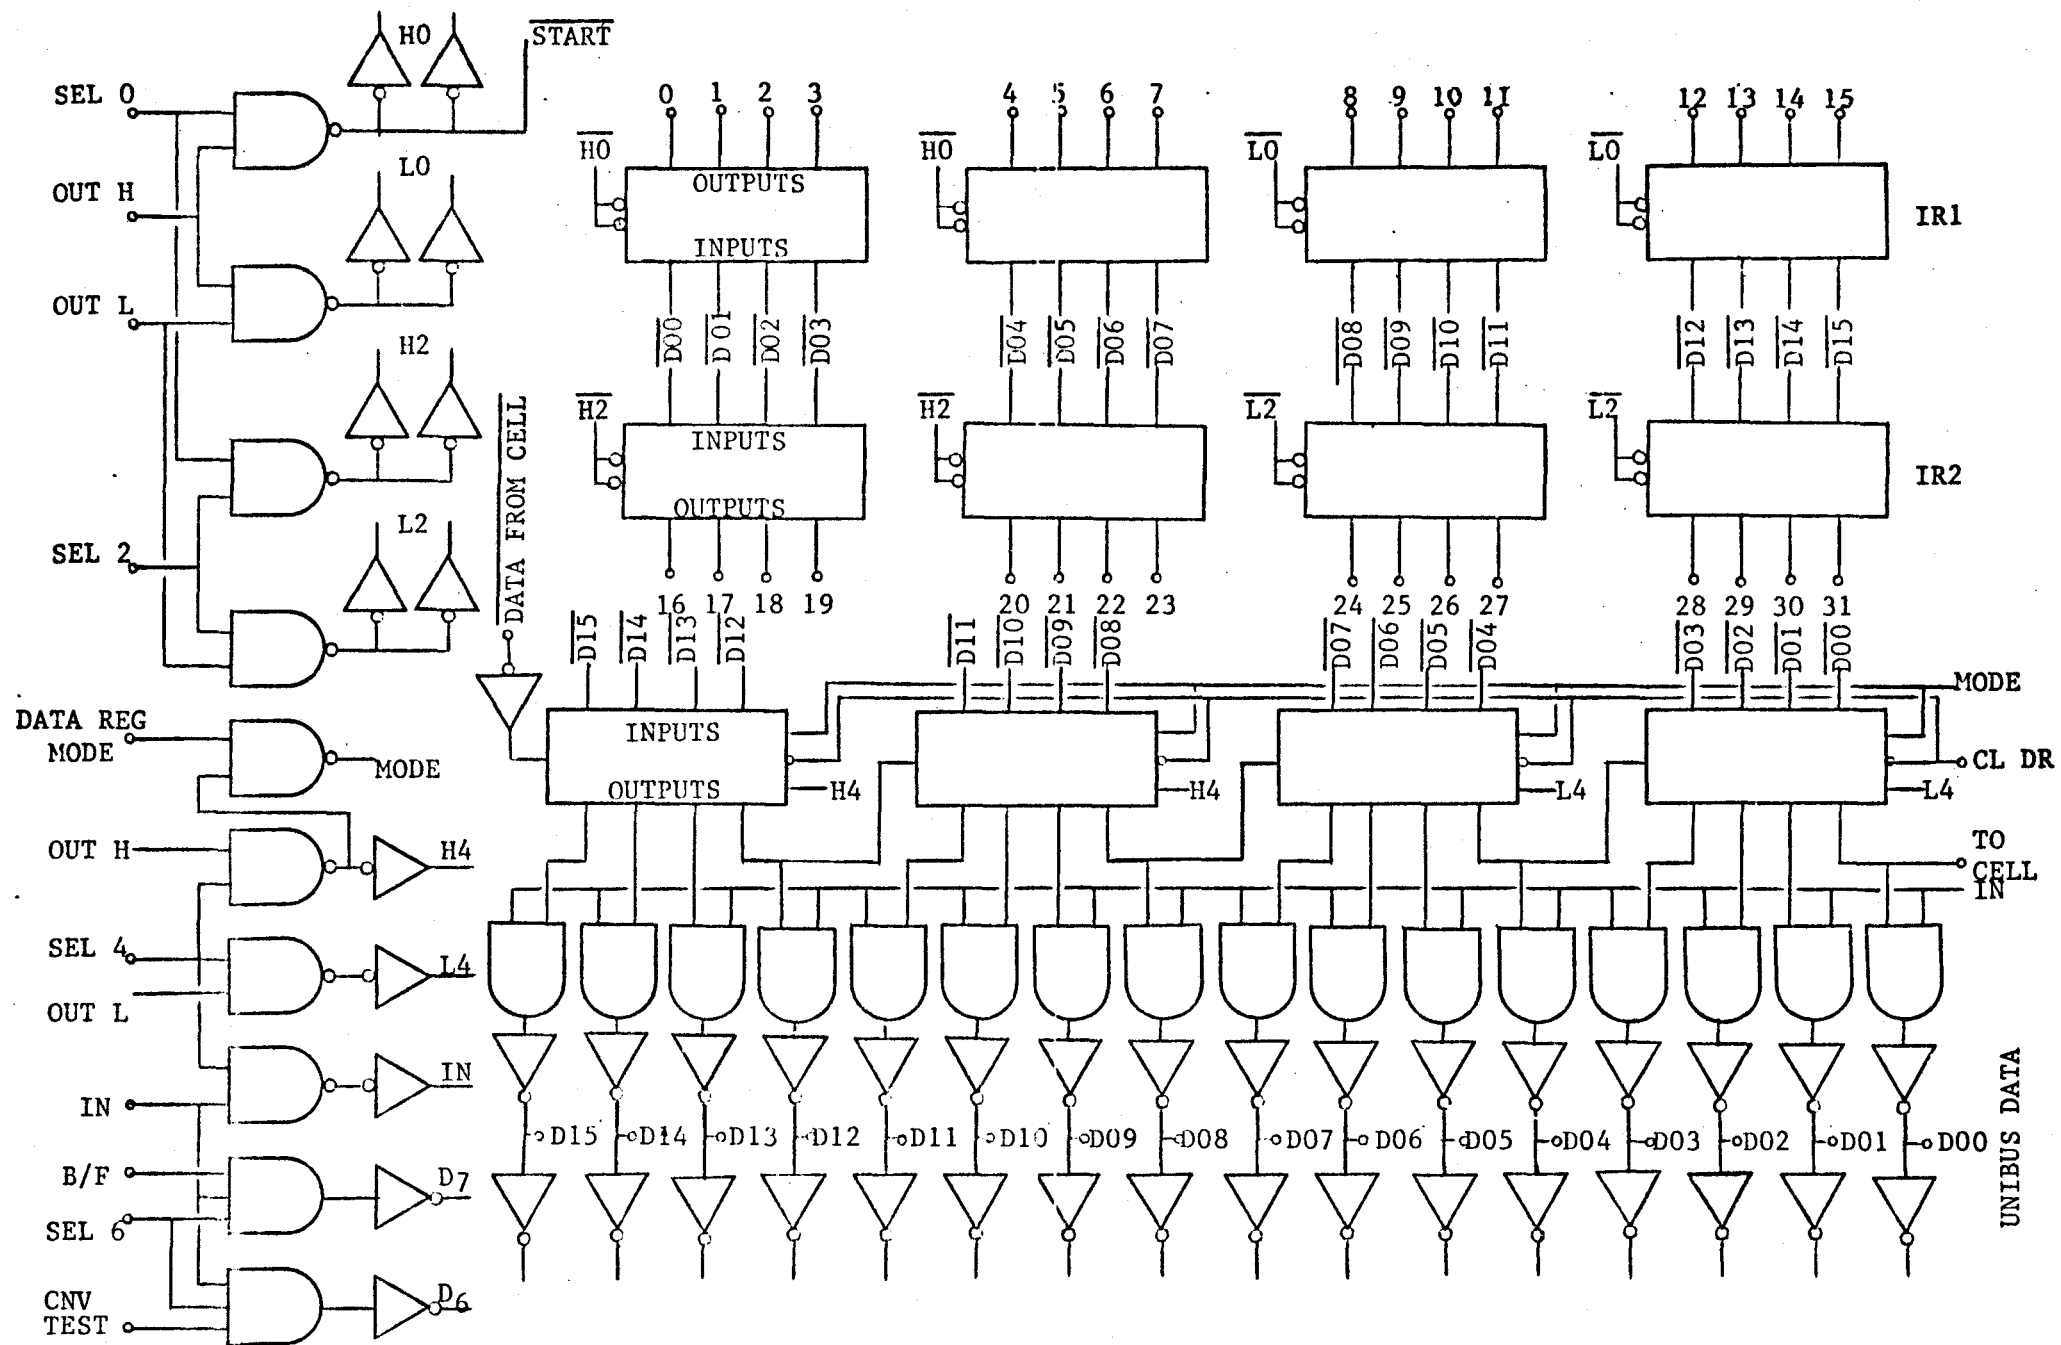 H0
START
SEL 0
0 1 2 3
4 5 6 7
8 9 10 11
12 13 14 15
H0
H0
L0
L0
L0
OUT H
OUTPUTS
IR1
INPUTS
OUT L
D00 D01 D02 D03
D04 D05 D06 D07
D08 D09 D10 D11
D12 D13 D14 D15
H2
H2
H2
L2
L2
DATA FROM CELL
INPUTS
IR2
OUTPUTS
L2
SEL 2
16 17 18 19
20 21 22 23
24 25 26 27
28 29 30 31
D15 D14 D13 D12
D11 D10 D09 D08
D07 D06 D05 D04
D03 D02 D01 D00
MODE
DATA REG
MODE
MODE
INPUTS
OUTPUTS
H4
H4
L4
L4
CL DR
OUT H
H4
TO
CELL
IN
SEL 4
L4
OUT L
IN
IN
D15 D14 D13 D12 D11 D10 D09 D08 D07 D06 D05 D04 D03 D02 D01 D00
UNIBUS DATA
B/F
D7
SEL 6
CNV
TEST
D6